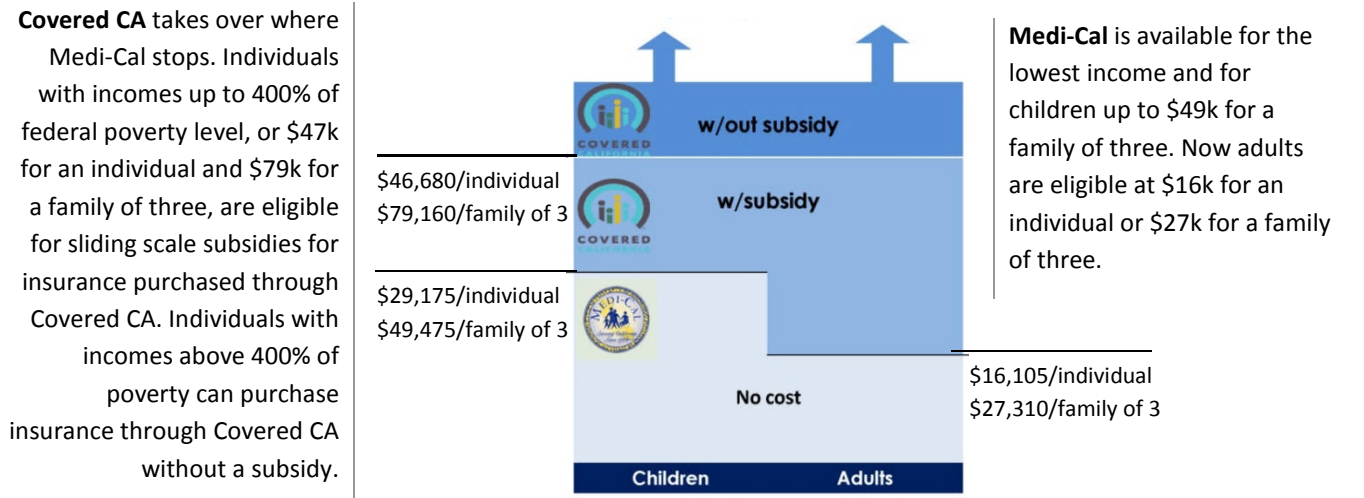 Covered CA takes over where
Medi-Cal stops. Individuals
with incomes up to 400% of
federal poverty level, or $47k
for an individual and $79k for
a family of three, are eligible
for sliding scale subsidies for
insurance purchased through
Covered CA. Individuals with
incomes above 400% of
poverty can purchase
insurance through Covered CA
without a subsidy.
COVERED
CALIFORNIA
w/out subsidy
$46,680/individual
$79,160/family of 3
COVERED
CALIFORNIA
w/subsidy
$29,175/individual
$49,475/family of 3
MEDI-CAL
No cost
$16,105/individual
$27,310/family of 3
Children
Adults
Medi-Cal is available for the
lowest income and for
children up to $49k for a
family of three. Now adults
are eligible at $16k for an
individual or $27k for a family
of three.